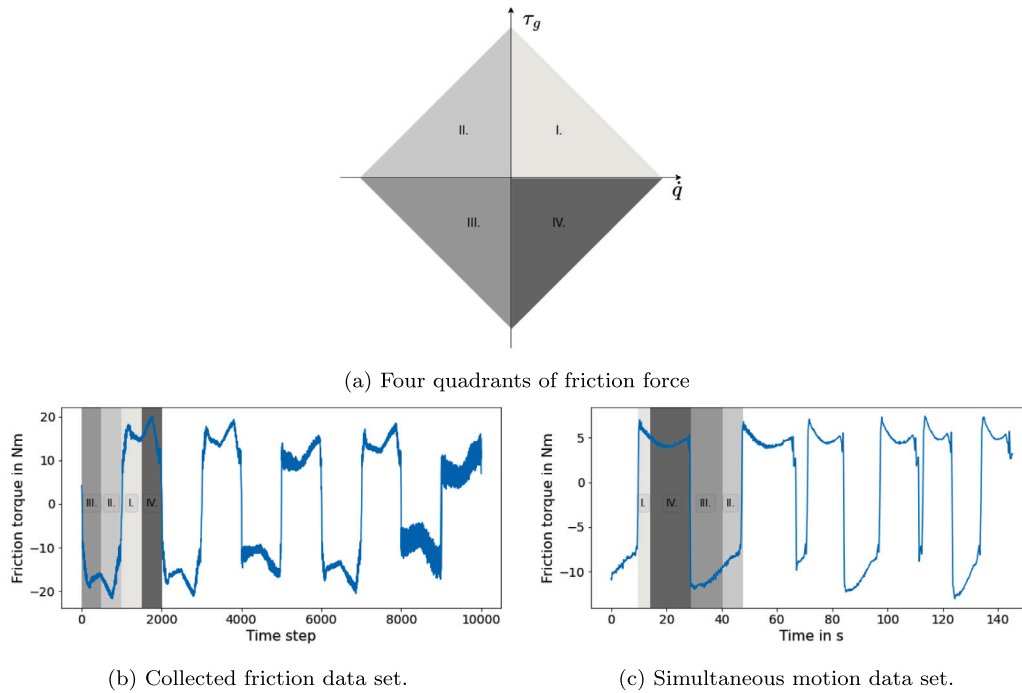 τ_g
II.
I.
q̇
III.
IV.
(a) Four quadrants of friction force
20
10
0
−10
−20
Friction torque in Nm
III.
II.
I.
IV.
0
2000
4000
6000
8000
10000
Time step
(b) Collected friction data set.
5
0
−5
−10
Friction torque in Nm
I.
IV.
III.
II.
0
20
40
60
80
100
120
140
Time in s
(c) Simultaneous motion data set.